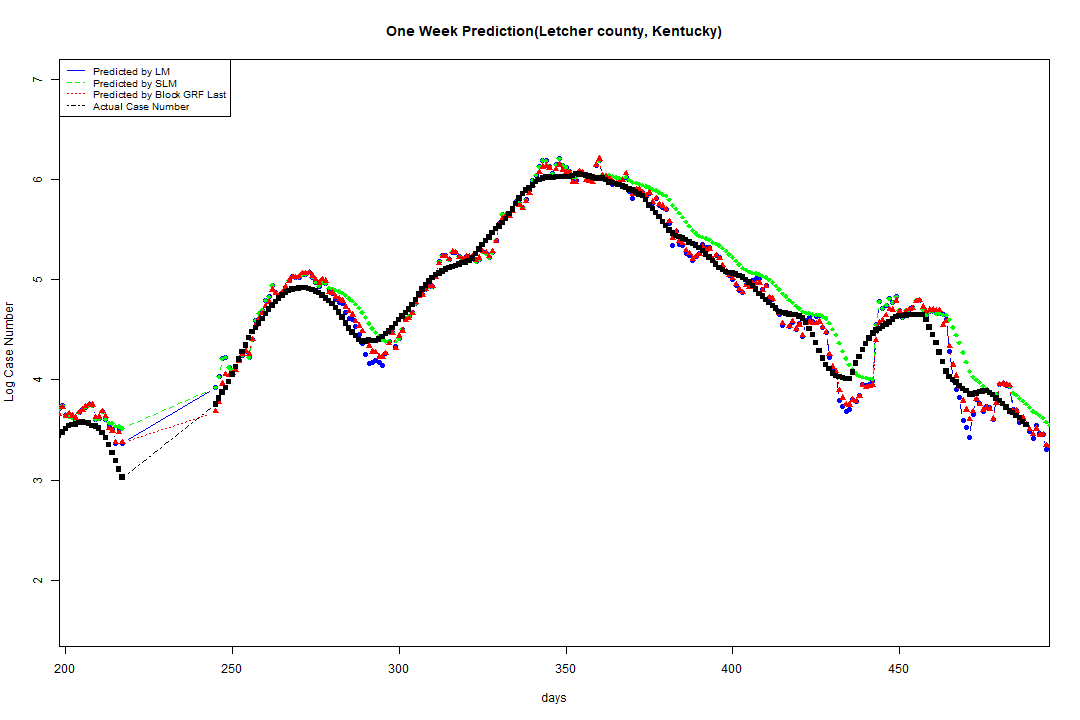 One Week Prediction(Letcher county, Kentucky)
Predicted by LM
Predicted by SLM
Predicted by Block GRF Last
Actual Case Number
7
6
5
4
3
2
Log Case Number
200 250 300 350 400 450
days